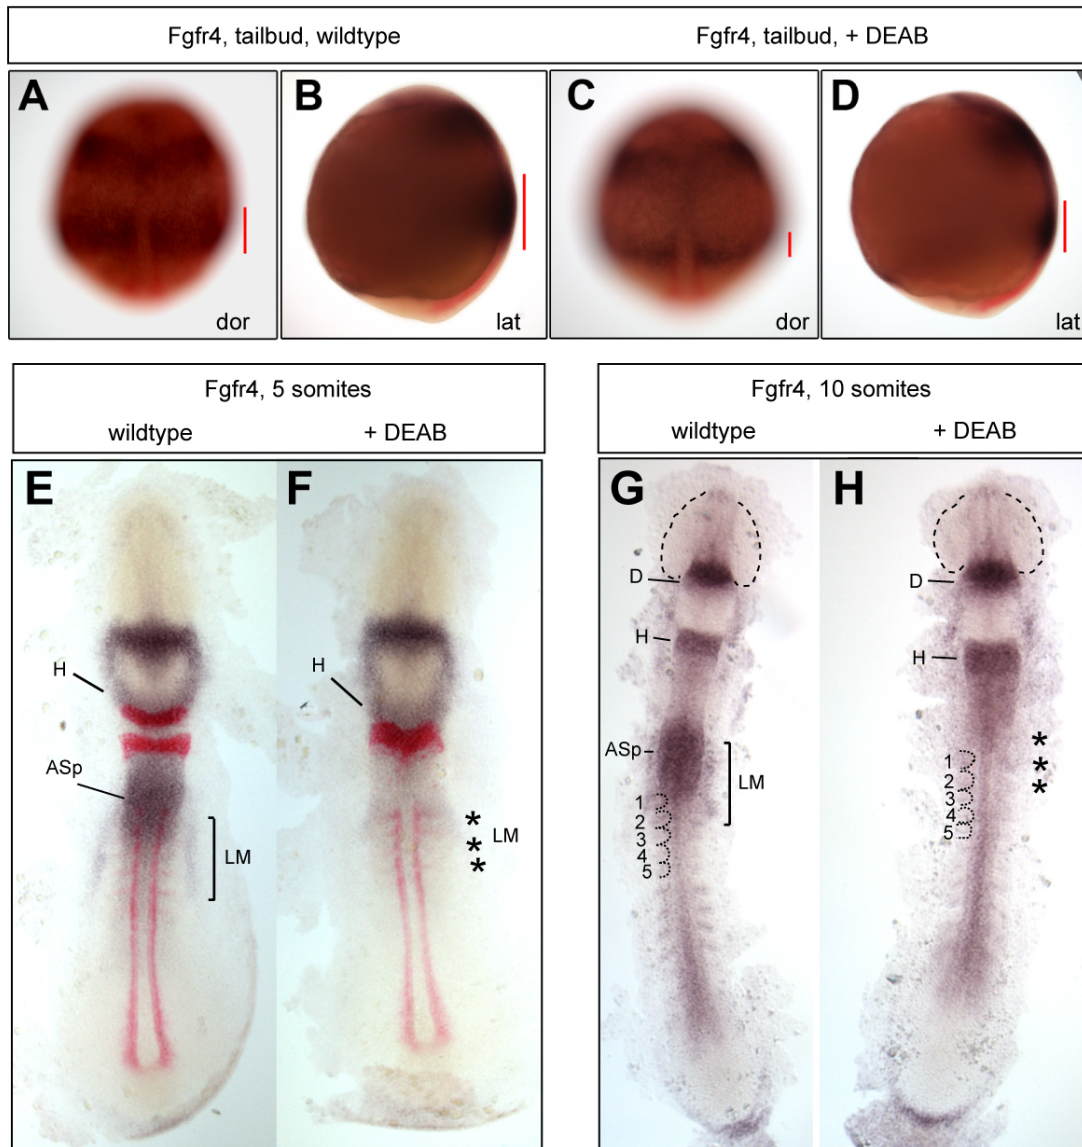 Fgfr4, tailbud, wildtype
Fgfr4, tailbud, + DEAB
A
dor
B
lat
C
dor
D
lat
Fgfr4, 5 somites
wildtype
+ DEAB
Fgfr4, 10 somites
wildtype
+ DEAB
E
H
ASp
LM
F
H
* LM
*
*
G
D
H
ASp
LM
1
2
3
4
5
H
D
H
*
*
*
1
2
3
4
5